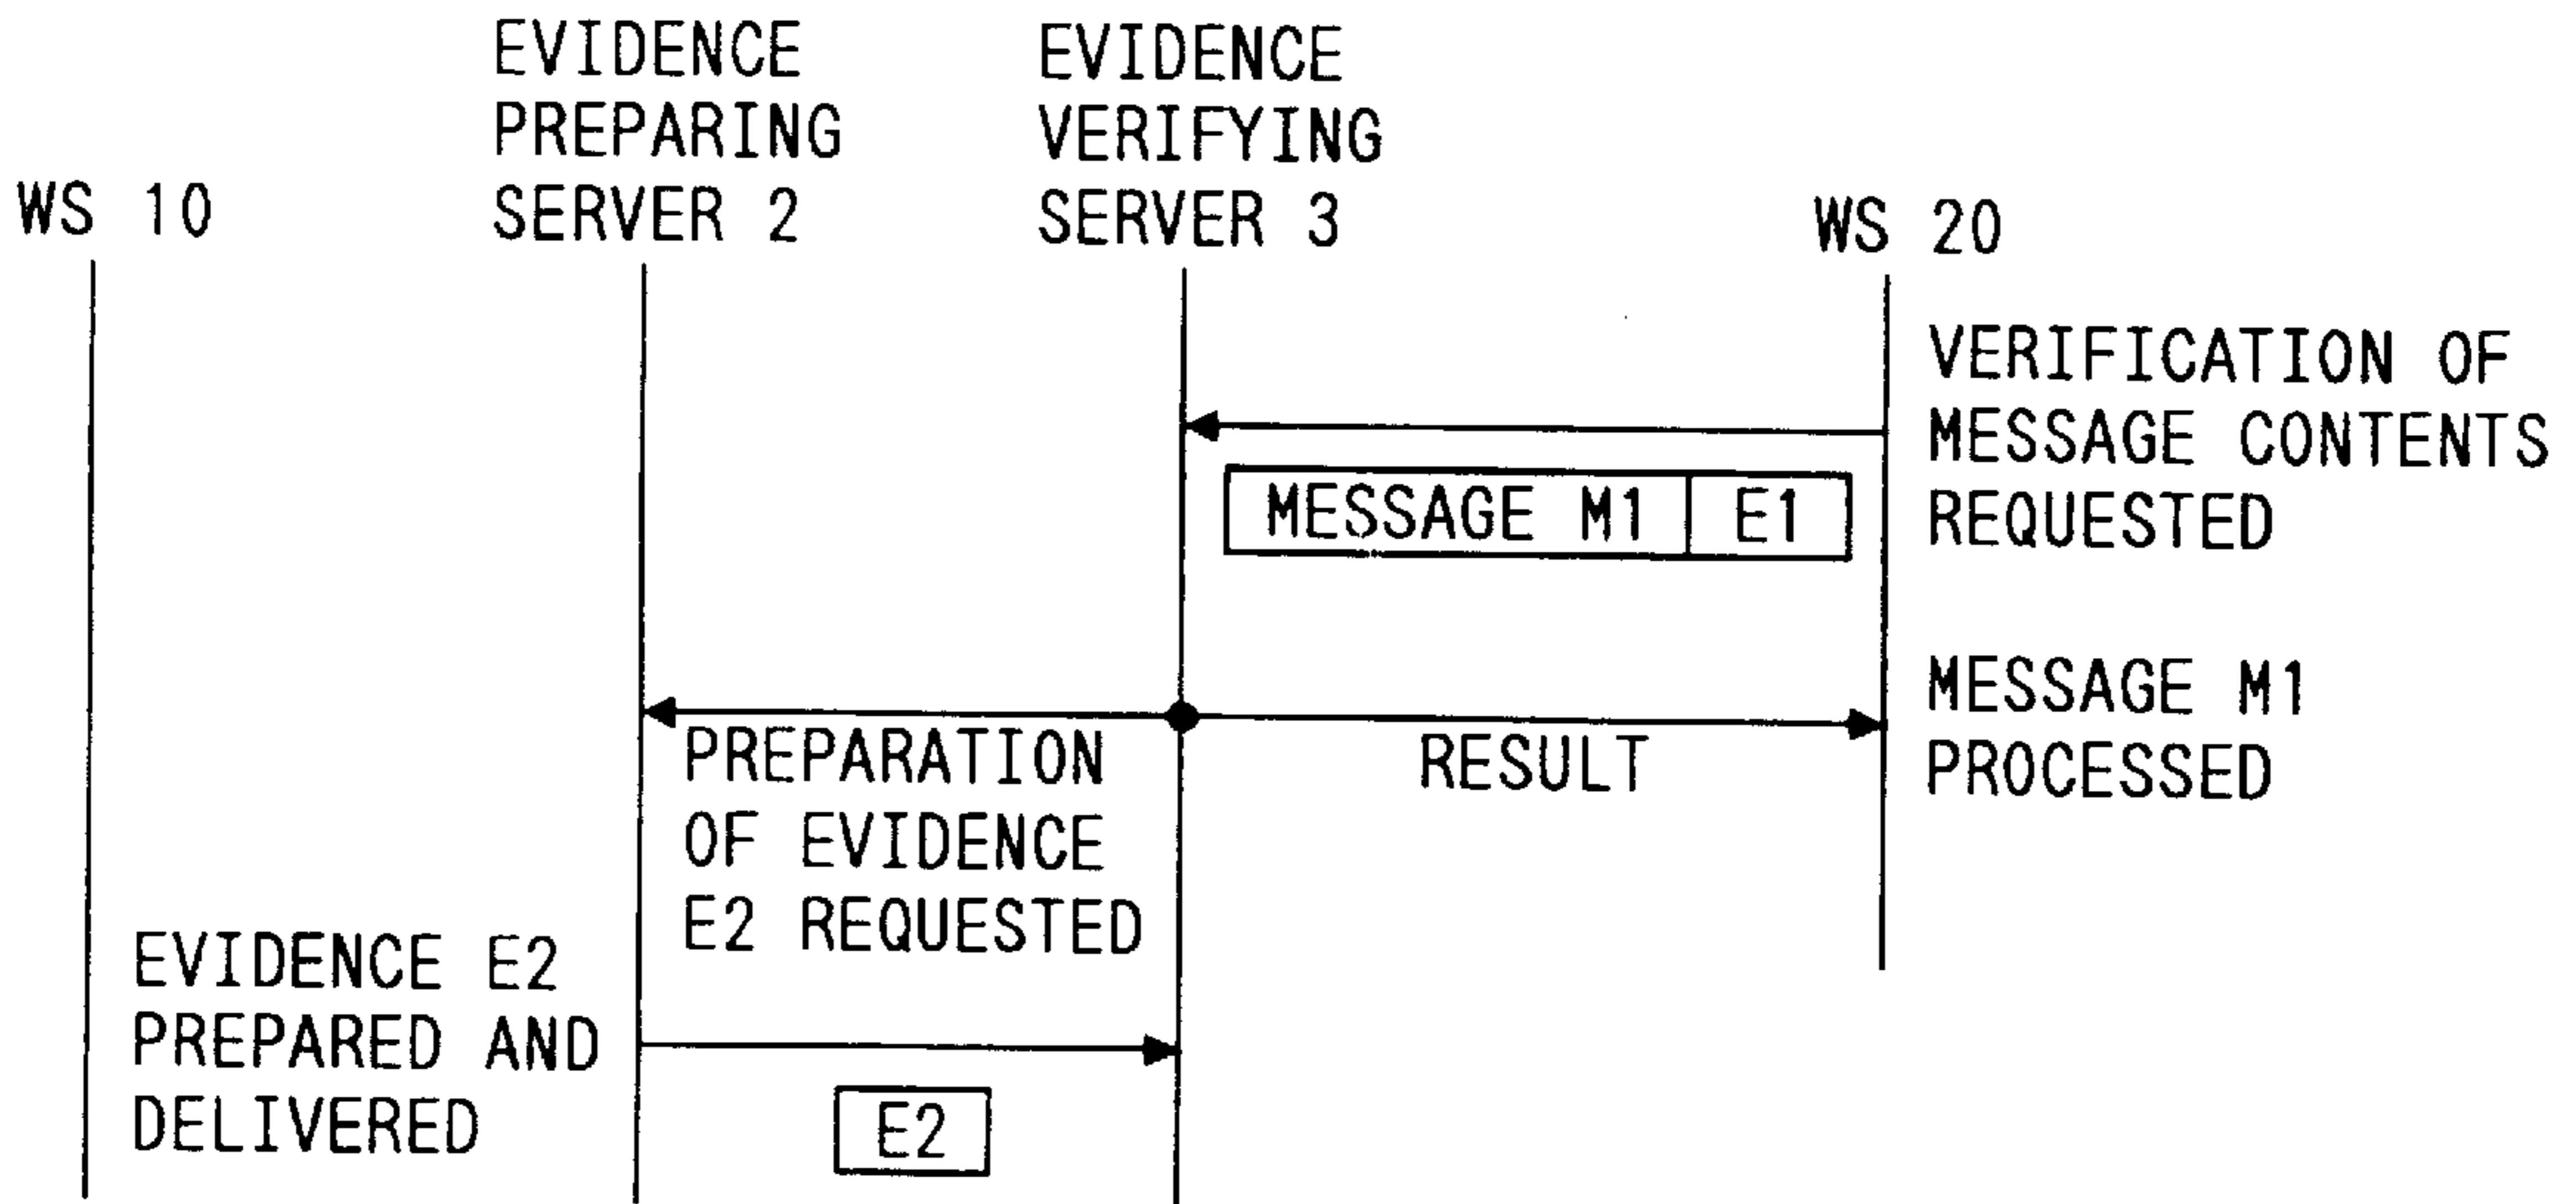 WS 10
EVIDENCE
PREPARING
SERVER 2
EVIDENCE
VERIFYING
SERVER 3
WS 20
VERIFICATION OF
MESSAGE CONTENTS
REQUESTED
MESSAGE M1 E1
PREPARATION
OF EVIDENCE
E2 REQUESTED
RESULT
MESSAGE M1
PROCESSED
EVIDENCE E2
PREPARED AND
DELIVERED
E2